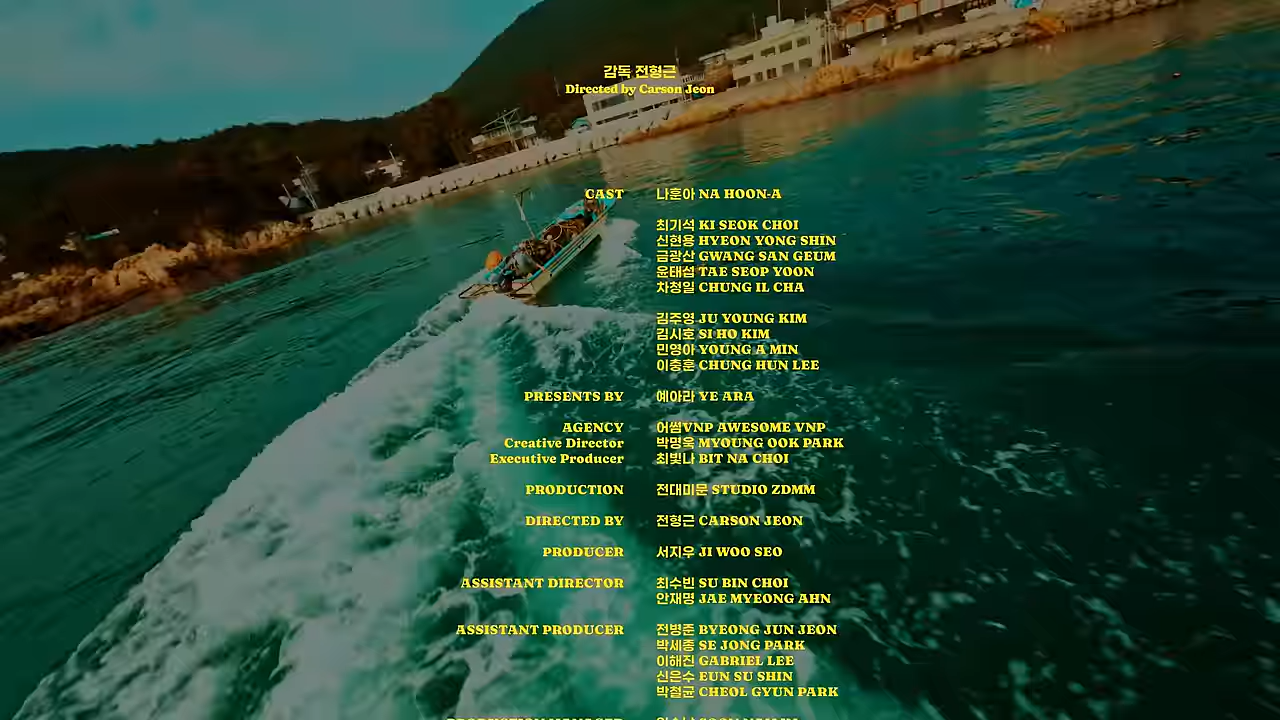 감독 전형근
Directed by Carson Jeon
CAST 나훈아 NA HOON-A
최기석 KI SEOK CHOI
신현용 HYEON YONG SHIN
금광산 GWANG SAN GEUM
윤태섭 TAE SEOP YOON
차청일 CHUNG IL CHA
김주영 JU YOUNG KIM
김시호 SI HO KIM
민영아 YOUNG A MIN
이충훈 CHUNG HUN LEE
PRESENTS BY 예아라 YE ARA
AGENCY 어썸VNP AWESOME VNP
Creative Director 박명욱 MYOUNG OOK PARK
Executive Producer 최빛나 BIT NA CHOI
PRODUCTION 전대미문 STUDIO ZDMM
DIRECTED BY 전형근 CARSON JEON
PRODUCER 서지우 JI WOO SEO
ASSISTANT DIRECTOR 최수빈 SU BIN CHOI
안재명 JAE MYEONG AHN
ASSISTANT PRODUCER 전병준 BYEONG JUN JEON
박세종 SE JONG PARK
이해진 GABRIEL LEE
신은수 EUN SU SHIN
박철균 CHEOL GYUN PARK